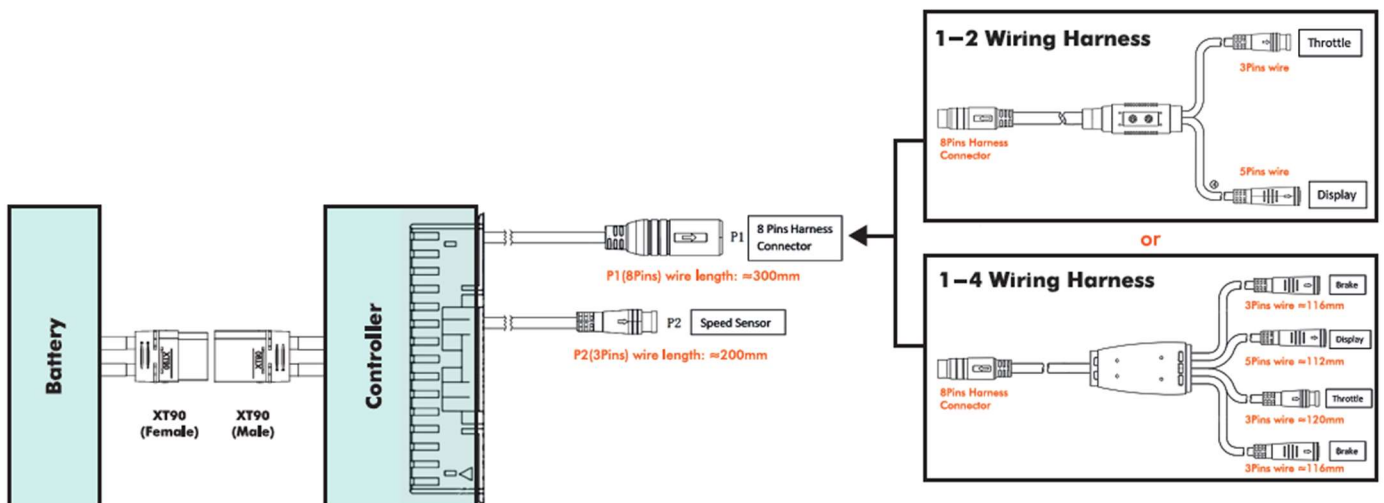 Battery
XT90
XT90
XT90
(Female)
XT90
(Male)
Controller
P1
8 Pins Harness
Connector
P1(8Pins) wire length: ≈300mm
P2
Speed Sensor
P2(3Pins) wire length: ≈200mm
1–2 Wiring Harness
Throttle
3Pins wire
8Pins Harness
Connector
5Pins wire
Display
or
1–4 Wiring Harness
Brake
3Pins wire ≈116mm
Display
5Pins wire ≈112mm
8Pins Harness
Connector
Throttle
3Pins wire ≈120mm
Brake
3Pins wire ≈116mm